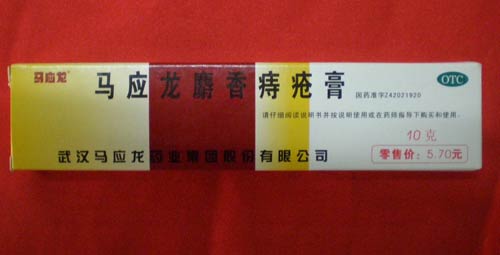 马应龙
马应龙麝香痔疮膏
OTC
国药准字Z42021920
请仔细阅读说明书并按说明使用或在药师指导下购买和使用。
10克
武汉马应龙药业集团股份有限公司
零售价：5.70元